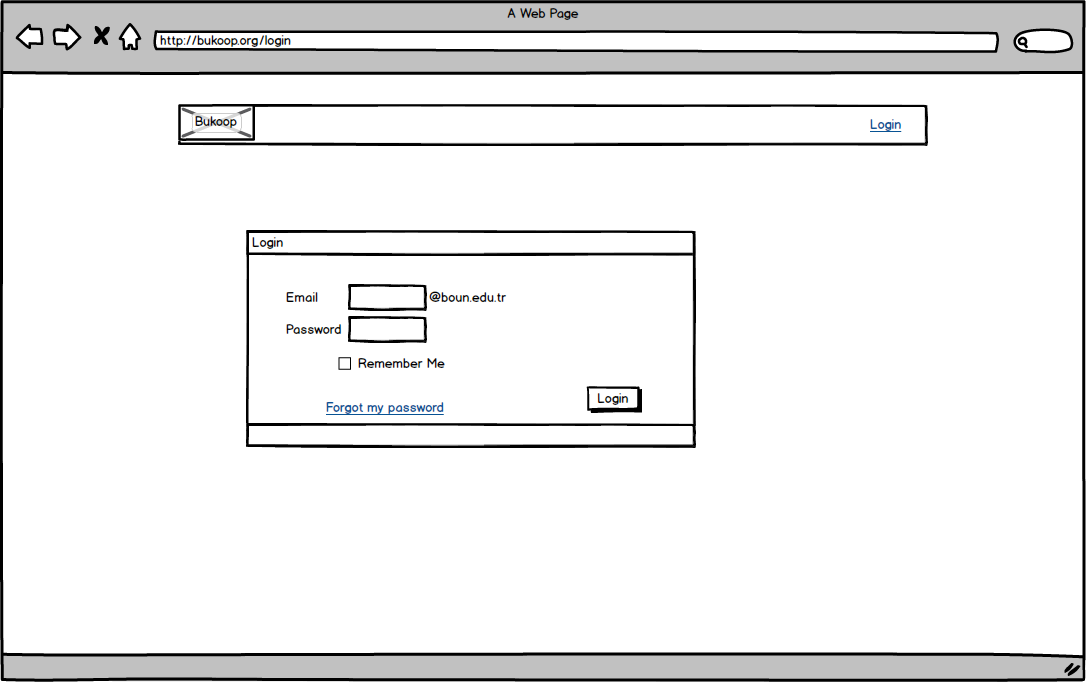 A Web Page
http://bukoop.org/login
Bukoop
Login
Login
Email @boun.edu.tr
Password
Remember Me
Forgot my password
Login